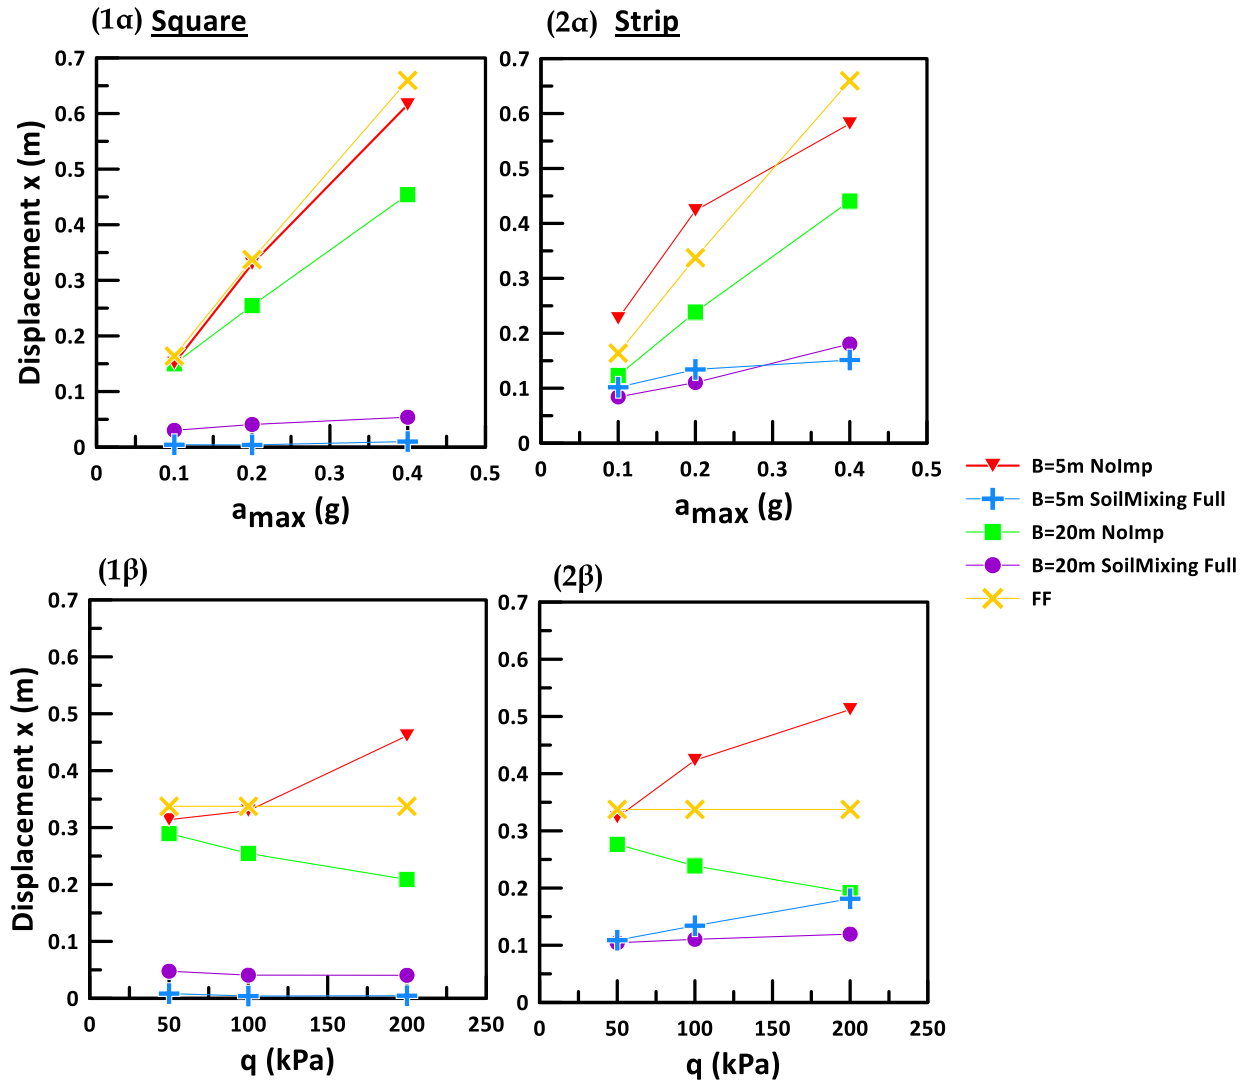 (1α) Square
(2α) Strip
0.7
0.6
0.5
0.4
0.3
0.2
0.1
0
Displacement x (m)
0 0.1 0.2 0.3 0.4 0.5
amax (g)
0.7
0.6
0.5
0.4
0.3
0.2
0.1
0
0 0.1 0.2 0.3 0.4 0.5
amax (g)
B=5m NoImp
B=5m SoilMixing Full
B=20m NoImp
B=20m SoilMixing Full
FF
(1β)
(2β)
0.7
0.6
0.5
0.4
0.3
0.2
0.1
0
Displacement x (m)
0 50 100 150 200 250
q (kPa)
0.7
0.6
0.5
0.4
0.3
0.2
0.1
0
0 50 100 150 200 250
q (kPa)